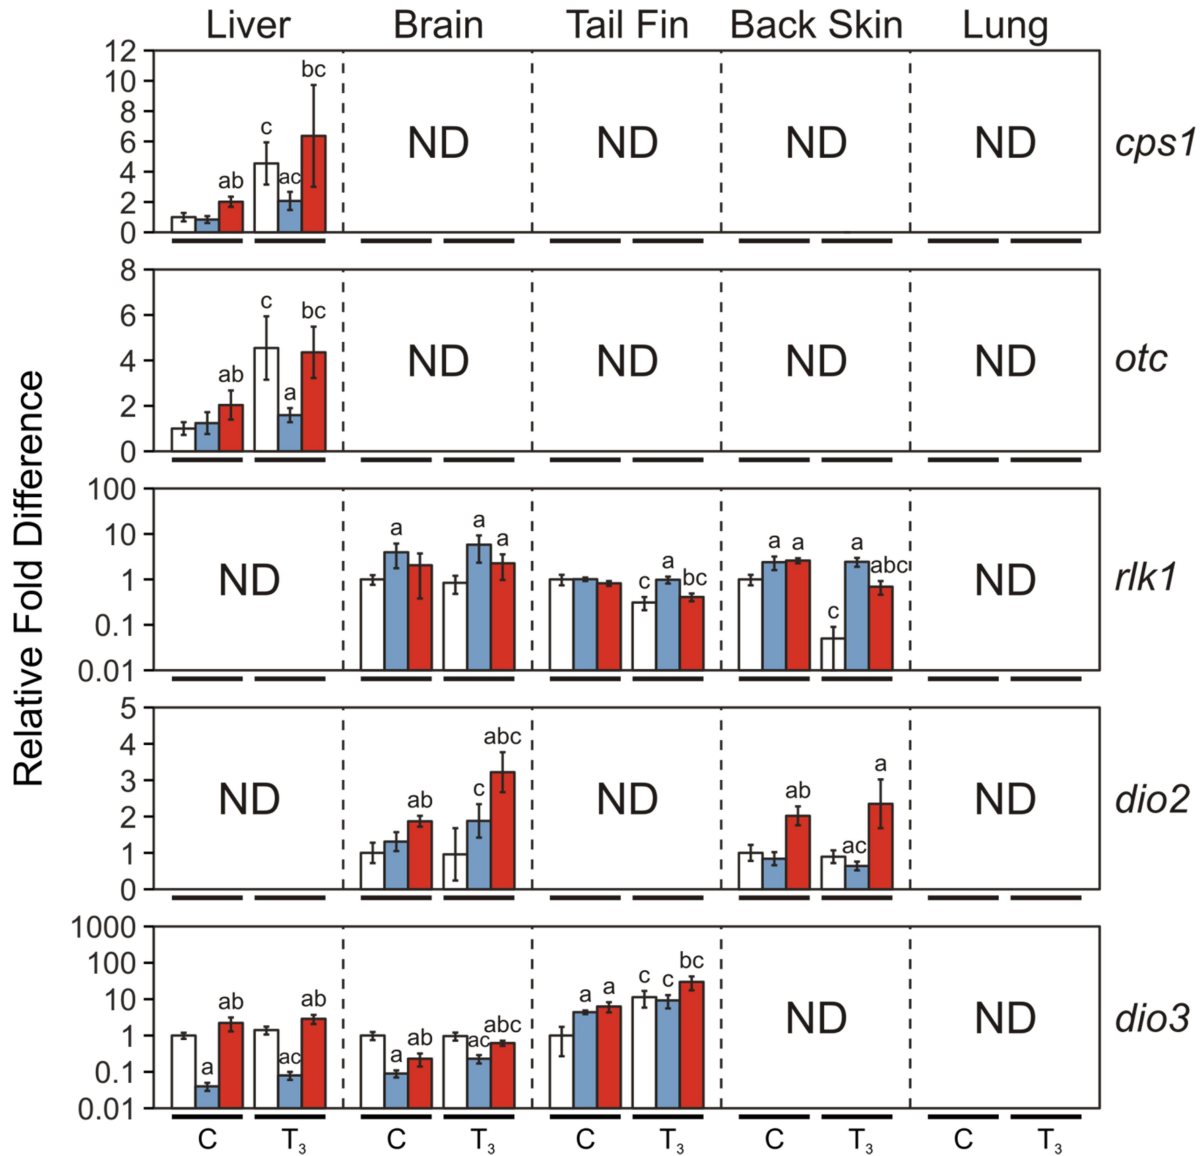 Liver Brain Tail Fin Back Skin Lung
Relative Fold Difference
12
10
8
6
4
2
0
ab c ac bc
ND ND ND ND
cps1
8
6
4
2
0
ab c a bc
ND ND ND ND
otc
100
10
1
0.1
0.01
ND
a a a
c a bc
a a c a abc
ND
rlk1
5
4
3
2
1
0
ND
ab c abc
ND
ab ac a
ND
dio2
1000
100
10
1
0.1
0.01
a ab ac ab
a ab ac abc
a a c c bc
ND ND
dio3
C T3 C T3 C T3 C T3 C T3